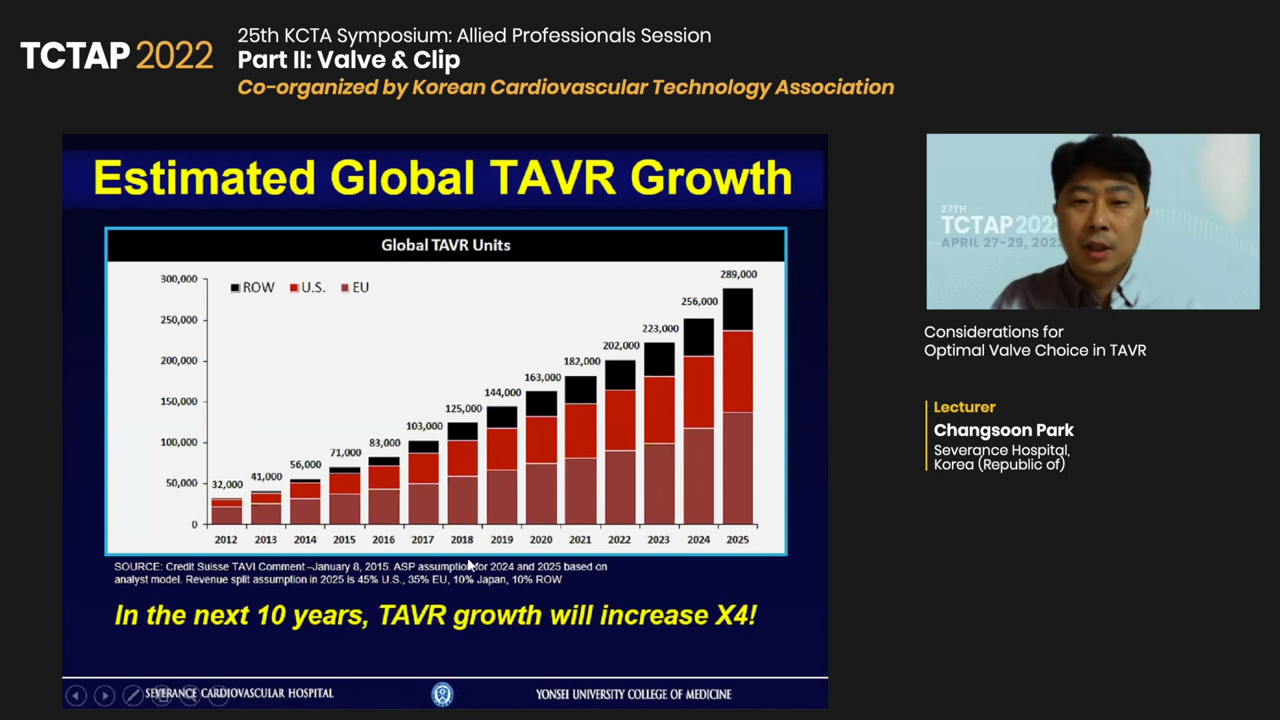 TCTAP 2022
25th KCTA Symposium: Allied Professionals Session
Part II: Valve & Clip
Co-organized by Korean Cardiovascular Technology Association
Estimated Global TAVR Growth
Global TAVR Units
ROW U.S. EU
300,000
250,000
200,000
150,000
100,000
50,000
0
32,000
41,000
56,000
71,000
83,000
103,000
125,000
144,000
163,000
182,000
202,000
223,000
256,000
289,000
2012 2013 2014 2015 2016 2017 2018 2019 2020 2021 2022 2023 2024 2025
SOURCE: Credit Suisse TAVI Comment –January 8, 2015. ASP assumption for 2024 and 2025 based on
analyst model. Revenue split assumption in 2025 is 45% U.S., 35% EU, 10% Japan, 10% ROW
In the next 10 years, TAVR growth will increase X4!
SEVERANCE CARDIOVASCULAR HOSPITAL
YONSEI UNIVERSITY COLLEGE OF MEDICINE
27TH
TCTAP 202
APRIL 27-29, 202
Considerations for
Optimal Valve Choice in TAVR
Lecturer
Changsoon Park
Severance Hospital,
Korea (Republic of)